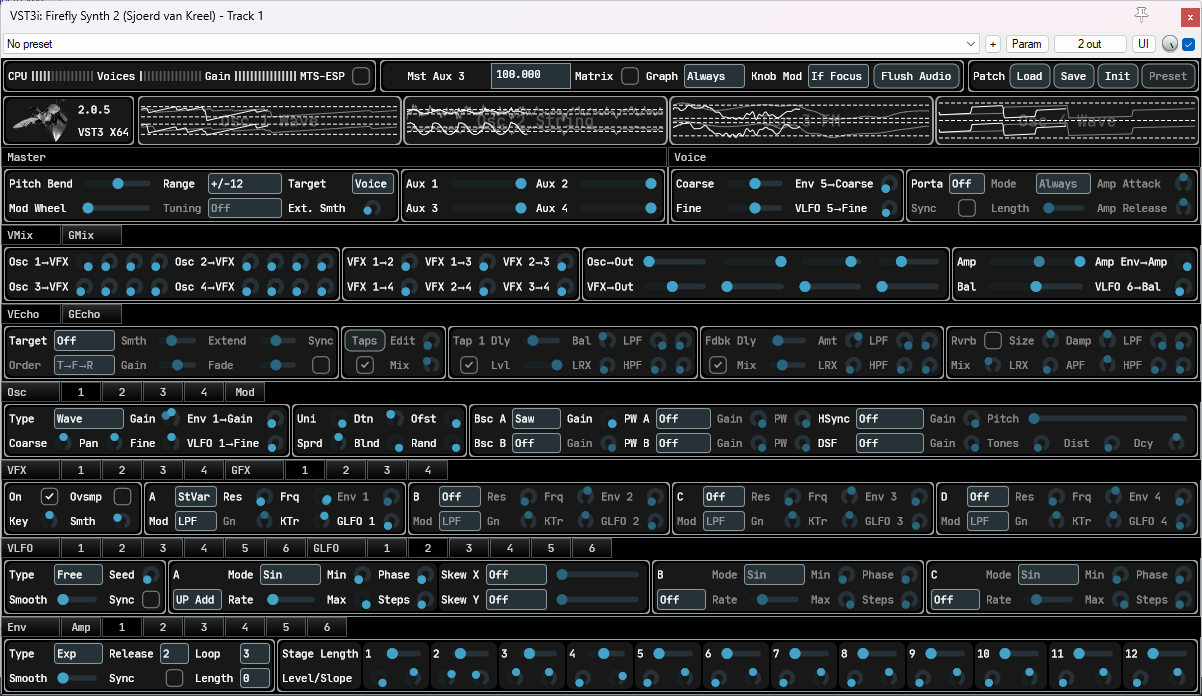 VST3i: Firefly Synth 2 (Sjoerd van Kreel) - Track 1
No preset + Param 2 out UI
CPU Voices Gain MTS-ESP Mst Aux 3 100.000 Matrix Graph Always Knob Mod If Focus Flush Audio Patch Load Save Init Preset
2.0.5
VST3 X64
Osc 1 Wave Osc 2 String Osc 3 FM Osc 4 Wave
Master Voice
Pitch Bend Range +/-12 Target Voice Aux 1 Aux 2 Coarse Env 5→Coarse Porta Off Mode Always Amp Attack
Mod Wheel Tuning Off Ext. Smth Aux 3 Aux 4 Fine VLFO 5→Fine Sync Length Amp Release
VMix GMix
Osc 1→VFX Osc 2→VFX VFX 1→2 VFX 1→3 VFX 2→3 Osc→Out Amp Amp Env→Amp
Osc 3→VFX Osc 4→VFX VFX 1→4 VFX 2→4 VFX 3→4 VFX→Out Bal VLFO 6→Bal
VEcho GEcho
Target Off Smth Extend Sync Taps Edit Tap 1 Dly Bal LPF Fdbk Dly Amt LPF Rvrb Size Damp LPF
Order T→F→R Gain Fade Mix Lvl LRX HPF Mix LRX HPF Mix LRX APF HPF
Osc 1 2 3 4 Mod
Type Wave Gain Env 1→Gain Uni Dtn Ofst Bsc A Saw Gain PW A Off Gain PW HSync Off Gain Pitch
Coarse Pan Fine VLFO 1→Fine Sprd Blnd Rand Bsc B Off Gain PW B Off Gain PW DSF Off Gain Tones Dist Dcy
VFX 1 2 3 4 GFX 1 2 3 4
On Ovsmp A StVar Res Frq Env 1 B Off Res Frq Env 2 C Off Res Frq Env 3 D Off Res Frq Env 4
Key Smth Mod LPF Gn KTr GLFO 1 Mod LPF Gn KTr GLFO 2 Mod LPF Gn KTr GLFO 3 Mod LPF Gn KTr GLFO 4
VLFO 1 2 3 4 5 6 GLFO 1 2 3 4 5 6
Type Free Seed A Mode Sin Min Phase Skew X Off B Mode Sin Min Phase C Mode Sin Min Phase
Smooth Sync UP Add Rate Max Steps Skew Y Off Off Rate Max Steps Off Rate Max Steps
Env Amp 1 2 3 4 5 6
Type Exp Release 2 Loop 3 Stage Length 1 2 3 4 5 6 7 8 9 10 11 12
Smooth Sync Length 0 Level/Slope